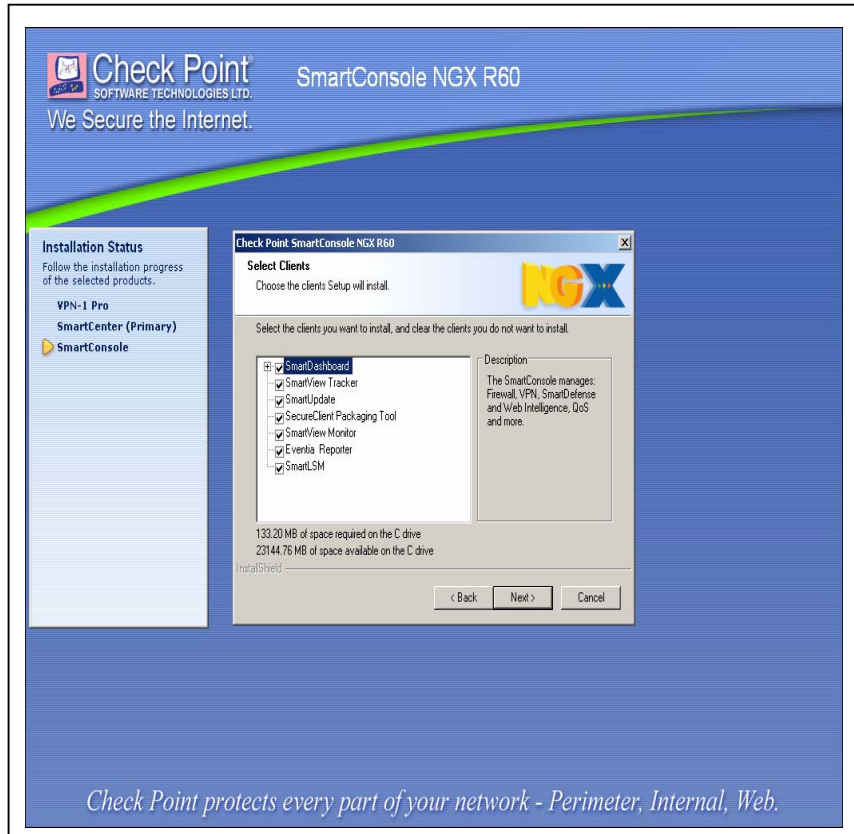 Check Point
SOFTWARE TECHNOLOGIES LTD.
We Secure the Internet.
SmartConsole NGX R60
Installation Status
Follow the installation progress
of the selected products.
VPN-1 Pro
SmartCenter (Primary)
SmartConsole
Check Point SmartConsole NGX R60
Select Clients
Choose the clients Setup will install.
NGX
Select the clients you want to install, and clear the clients you do not want to install.
SmartDashboard
SmartView Tracker
SmartUpdate
SecureClient Packaging Tool
SmartView Monitor
Eventia Reporter
SmartLSM
Description
The SmartConsole manages:
Firewall, VPN, SmartDefense
and Web Intelligence, QoS
and more.
133.20 MB of space required on the C drive
23144.76 MB of space available on the C drive
InstallShield
< Back
Next >
Cancel
Check Point protects every part of your network - Perimeter, Internal, Web.